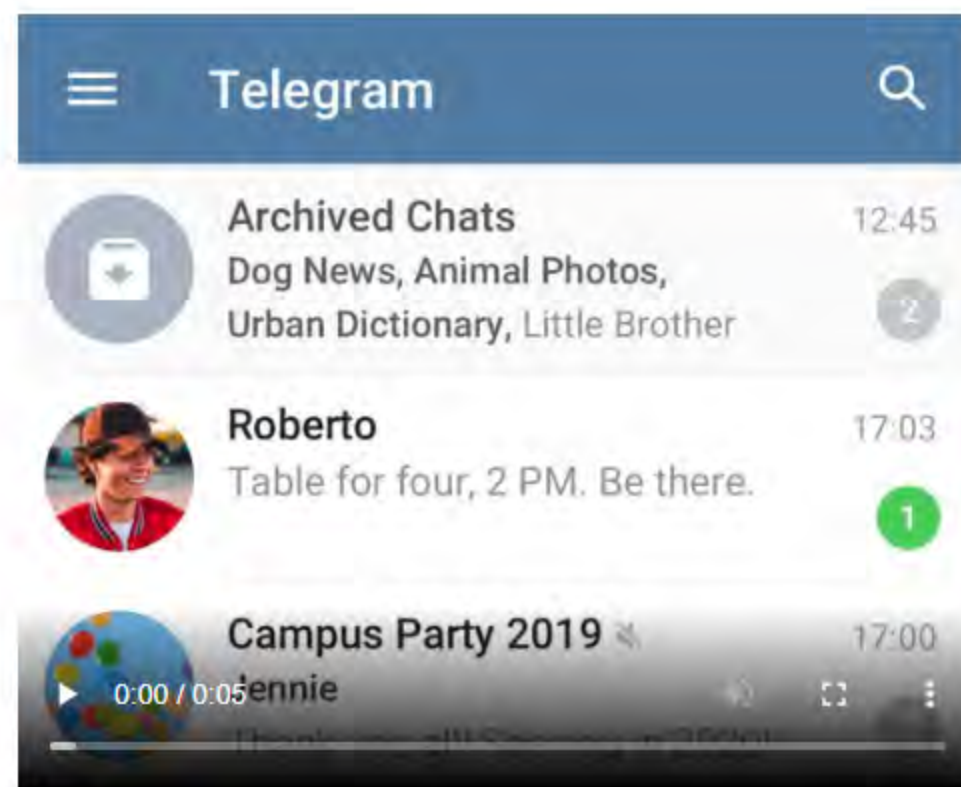 Telegram
Archived Chats 12:45
Dog News, Animal Photos,
Urban Dictionary, Little Brother 2
Roberto 17:03
Table for four, 2 PM. Be there.
1
Campus Party 2019 17:00
Jennie
0:00 / 0:05